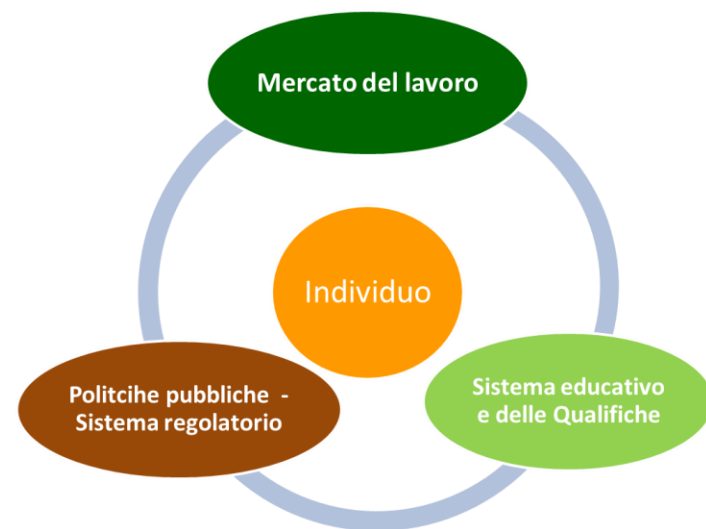 Mercato del lavoro
Individuo
Politcihe pubbliche -
Sistema regolatorio
Sistema educativo
e delle Qualifiche